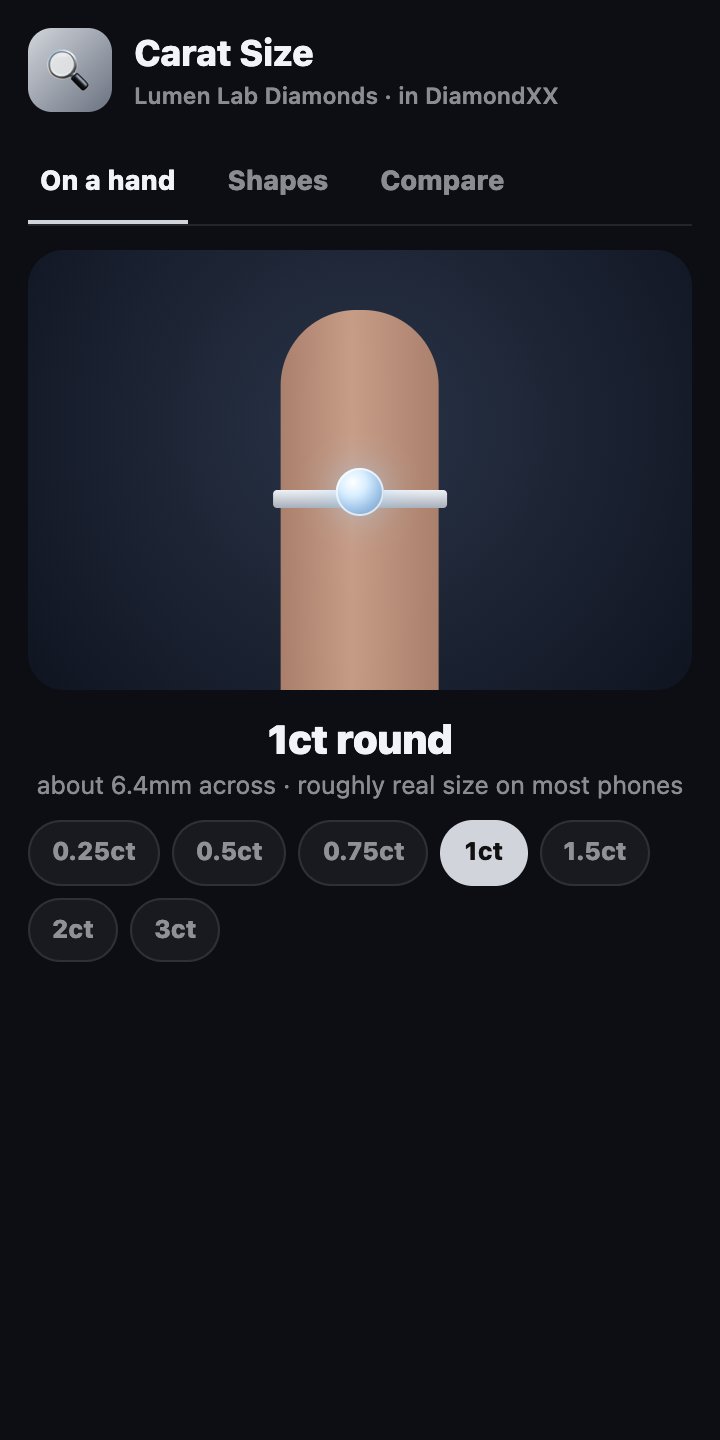 Carat Size
Lumen Lab Diamonds · in DiamondXX
On a hand
Shapes
Compare
1ct round
about 6.4mm across · roughly real size on most phones
0.25ct
0.5ct
0.75ct
1ct
1.5ct
2ct
3ct